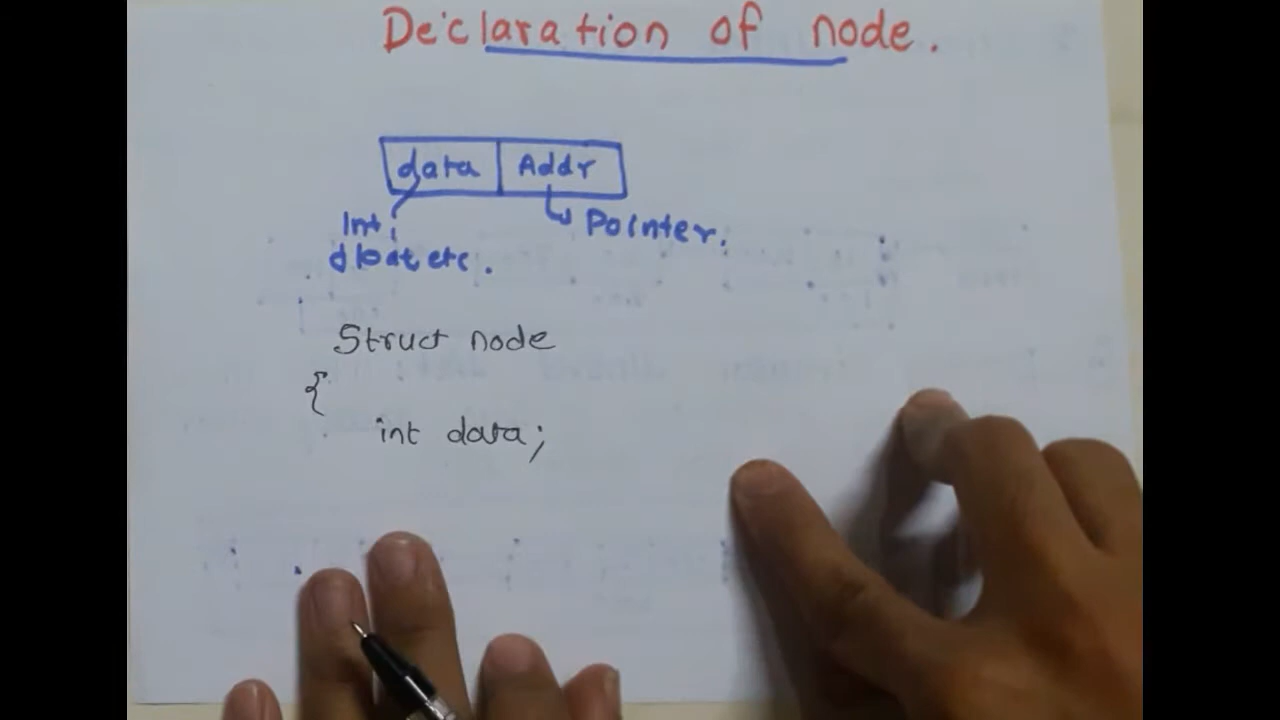 Declaration of node.
data Addr
Int, Pointer.
float etc.
Struct node
{
int data;